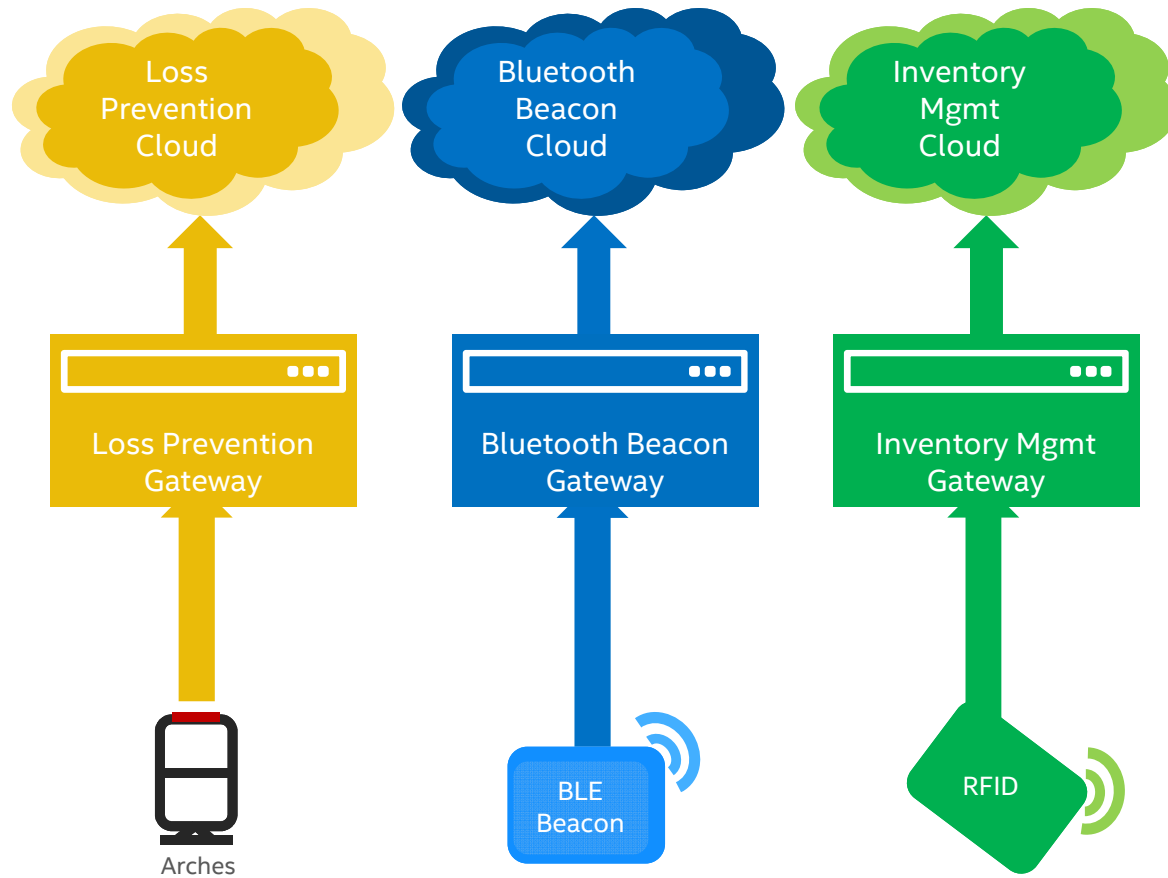 Loss
Prevention
Cloud
Bluetooth
Beacon
Cloud
Inventory
Mgmt
Cloud
Loss Prevention
Gateway
Bluetooth Beacon
Gateway
Inventory Mgmt
Gateway
Arches
BLE
Beacon
RFID